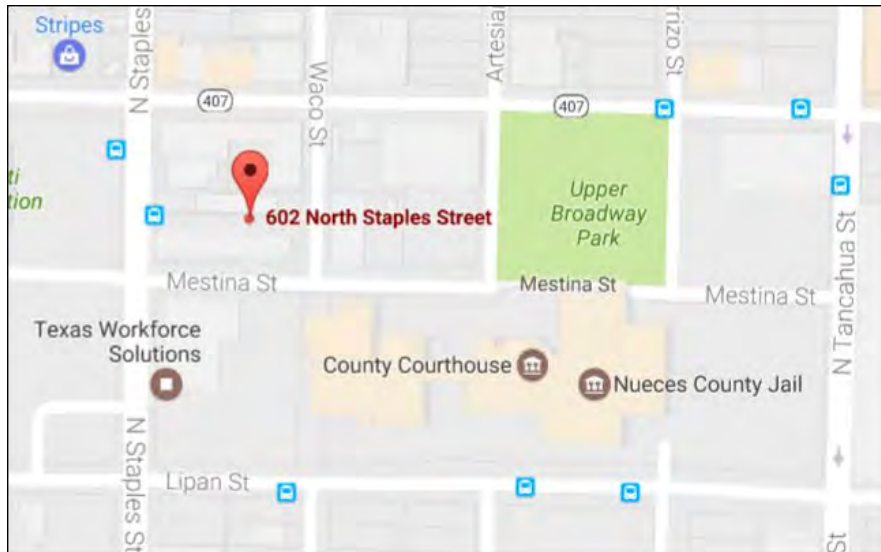 Stripes
N Staples
407
Waco St
Artesia
407
rizo St
ti
tion
602 North Staples Street
Upper
Broadway
Park
N Tancahua St
Mestina St
Mestina St
Mestina St
Texas Workforce
Solutions
County Courthouse
Nueces County Jail
N Staples St
Lipan St
St